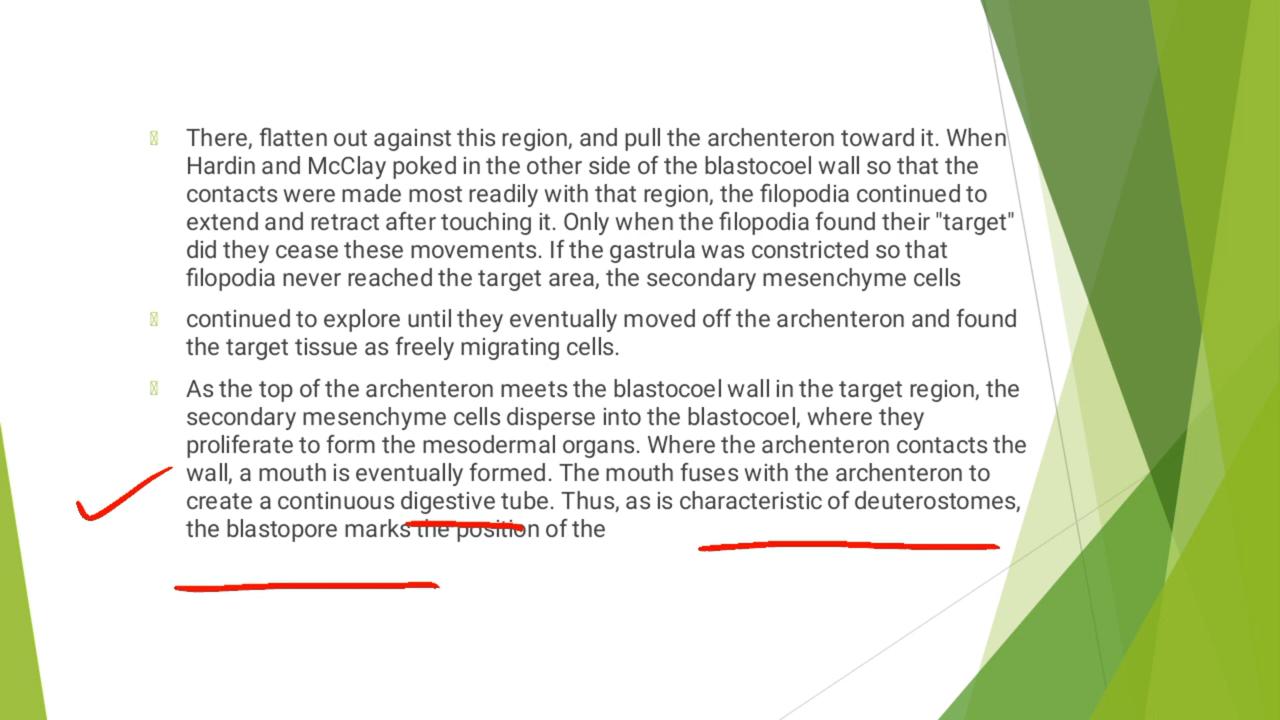 There, flatten out against this region, and pull the archenteron toward it. When
Hardin and McClay poked in the other side of the blastocoel wall so that the
contacts were made most readily with that region, the filopodia continued to
extend and retract after touching it. Only when the filopodia found their "target"
did they cease these movements. If the gastrula was constricted so that
filopodia never reached the target area, the secondary mesenchyme cells
continued to explore until they eventually moved off the archenteron and found
the target tissue as freely migrating cells.
As the top of the archenteron meets the blastocoel wall in the target region, the
secondary mesenchyme cells disperse into the blastocoel, where they
proliferate to form the mesodermal organs. Where the archenteron contacts the
wall, a mouth is eventually formed. The mouth fuses with the archenteron to
create a continuous digestive tube. Thus, as is characteristic of deuterostomes,
the blastopore marks the position of the